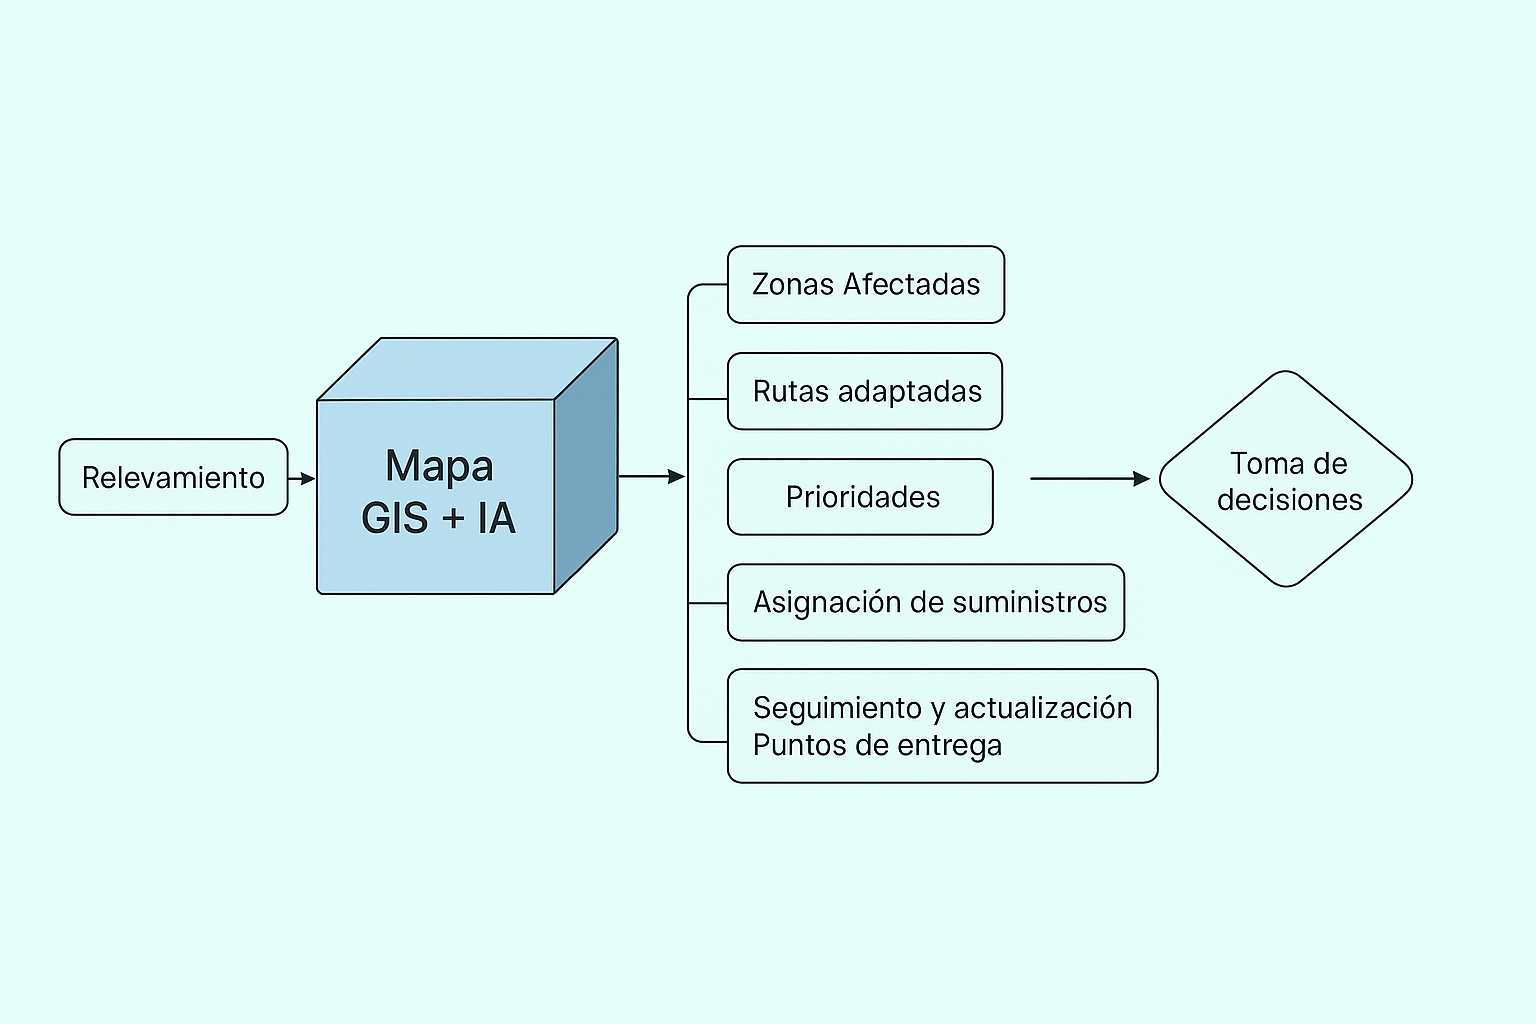 Relevamiento
Mapa
GIS + IA
Zonas Afectadas
Rutas adaptadas
Prioridades
Asignación de suministros
Seguimiento y actualización
Puntos de entrega
Toma de
decisiones